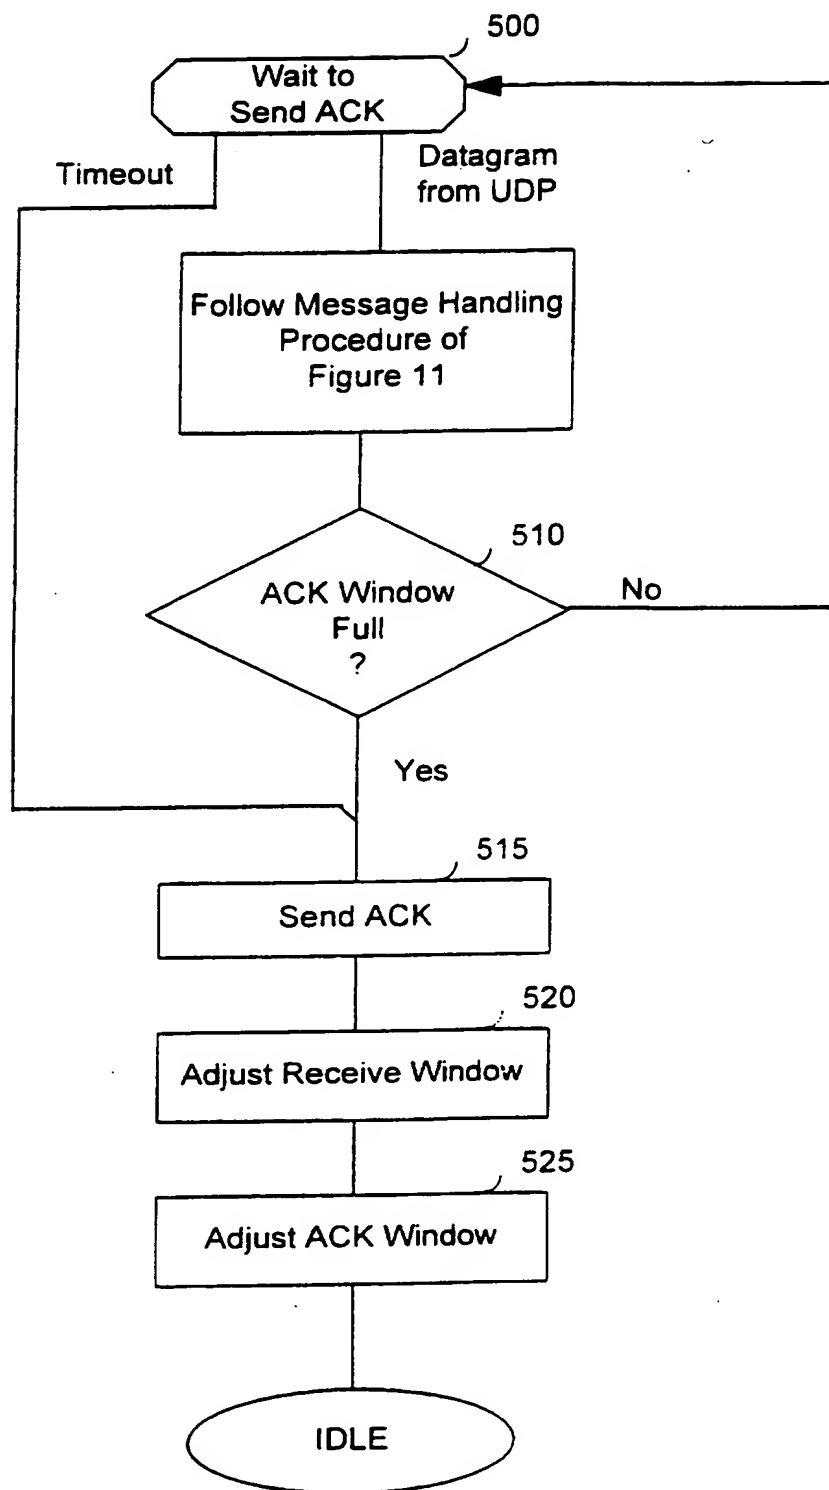 500
Wait to
Send ACK
Timeout
Datagram
from UDP
Follow Message Handling
Procedure of
Figure 11
510
ACK Window
Full
?
No
Yes
515
Send ACK
520
Adjust Receive Window
525
Adjust ACK Window
IDLE